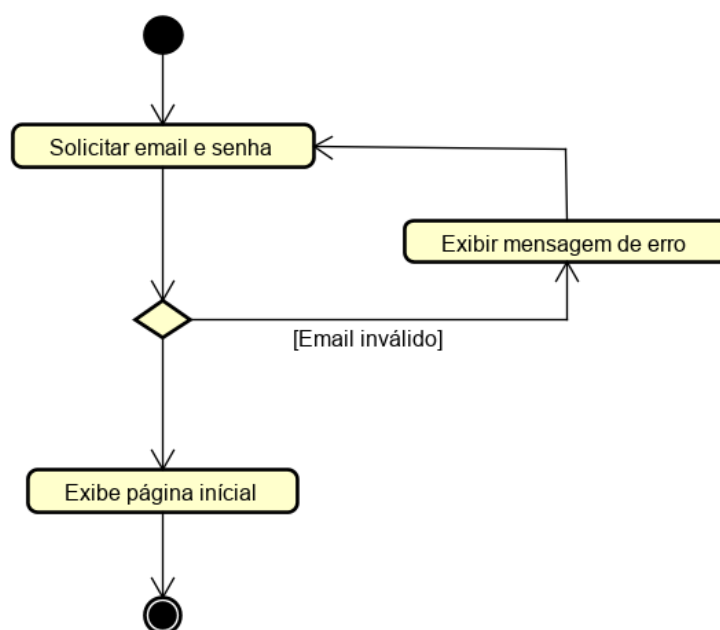 Solicitar email e senha
Exibir mensagem de erro
[Email inválido]
Exibe página inícial